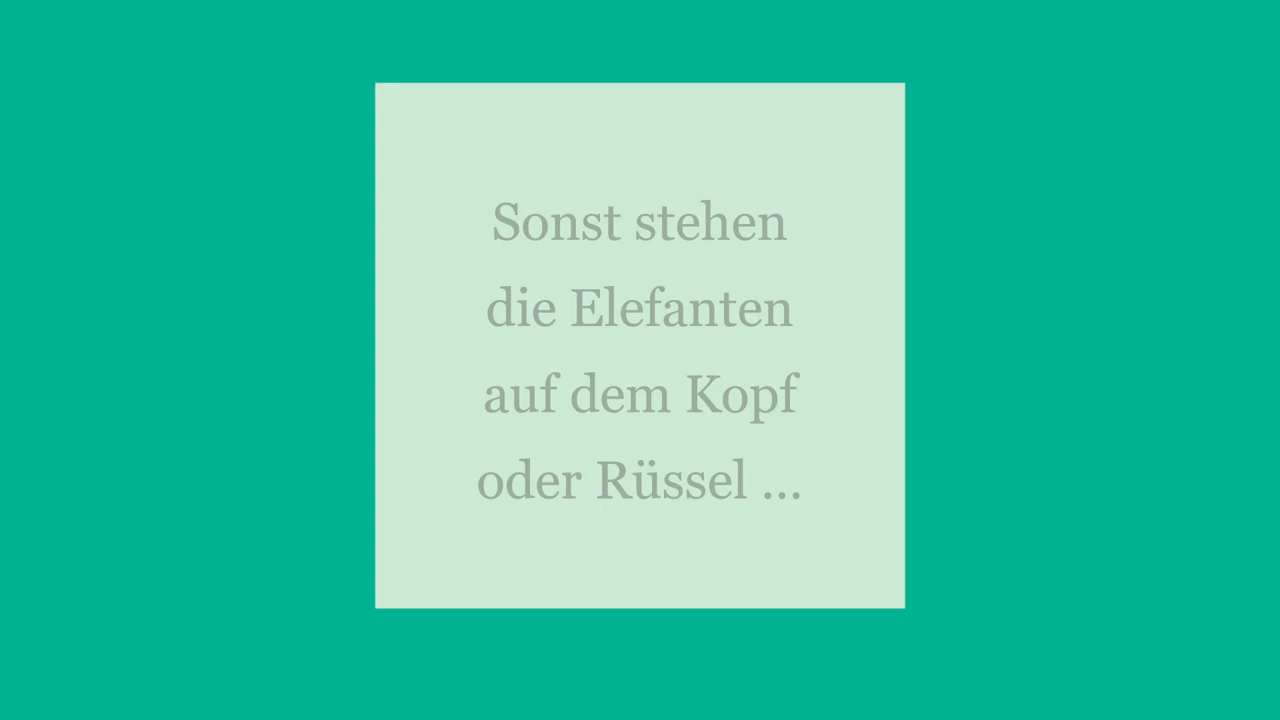 Sonst stehen
die Elefanten
auf dem Kopf
oder Rüssel ...